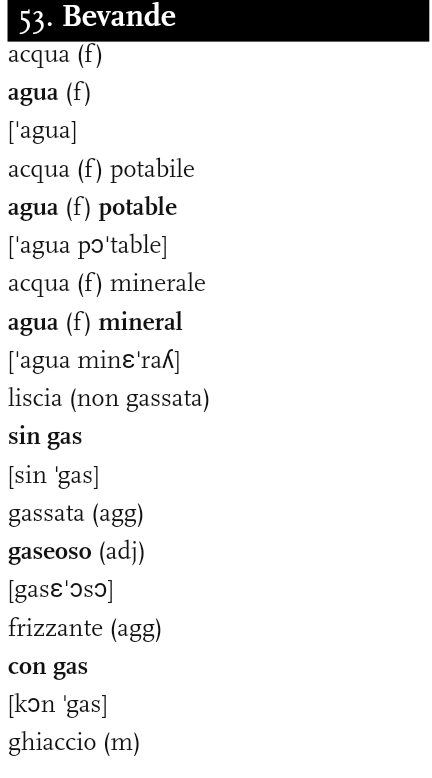 53. Bevande
acqua (f)
agua (f)
['agua]
acqua (f) potabile
agua (f) potable
['agua pɔ'table]
acqua (f) minerale
agua (f) mineral
['agua minɛ'raʎ]
liscia (non gassata)
sin gas
[sin 'gas]
gassata (agg)
gaseoso (adj)
[gasɛ'ɔsɔ]
frizzante (agg)
con gas
[kɔn 'gas]
ghiaccio (m)